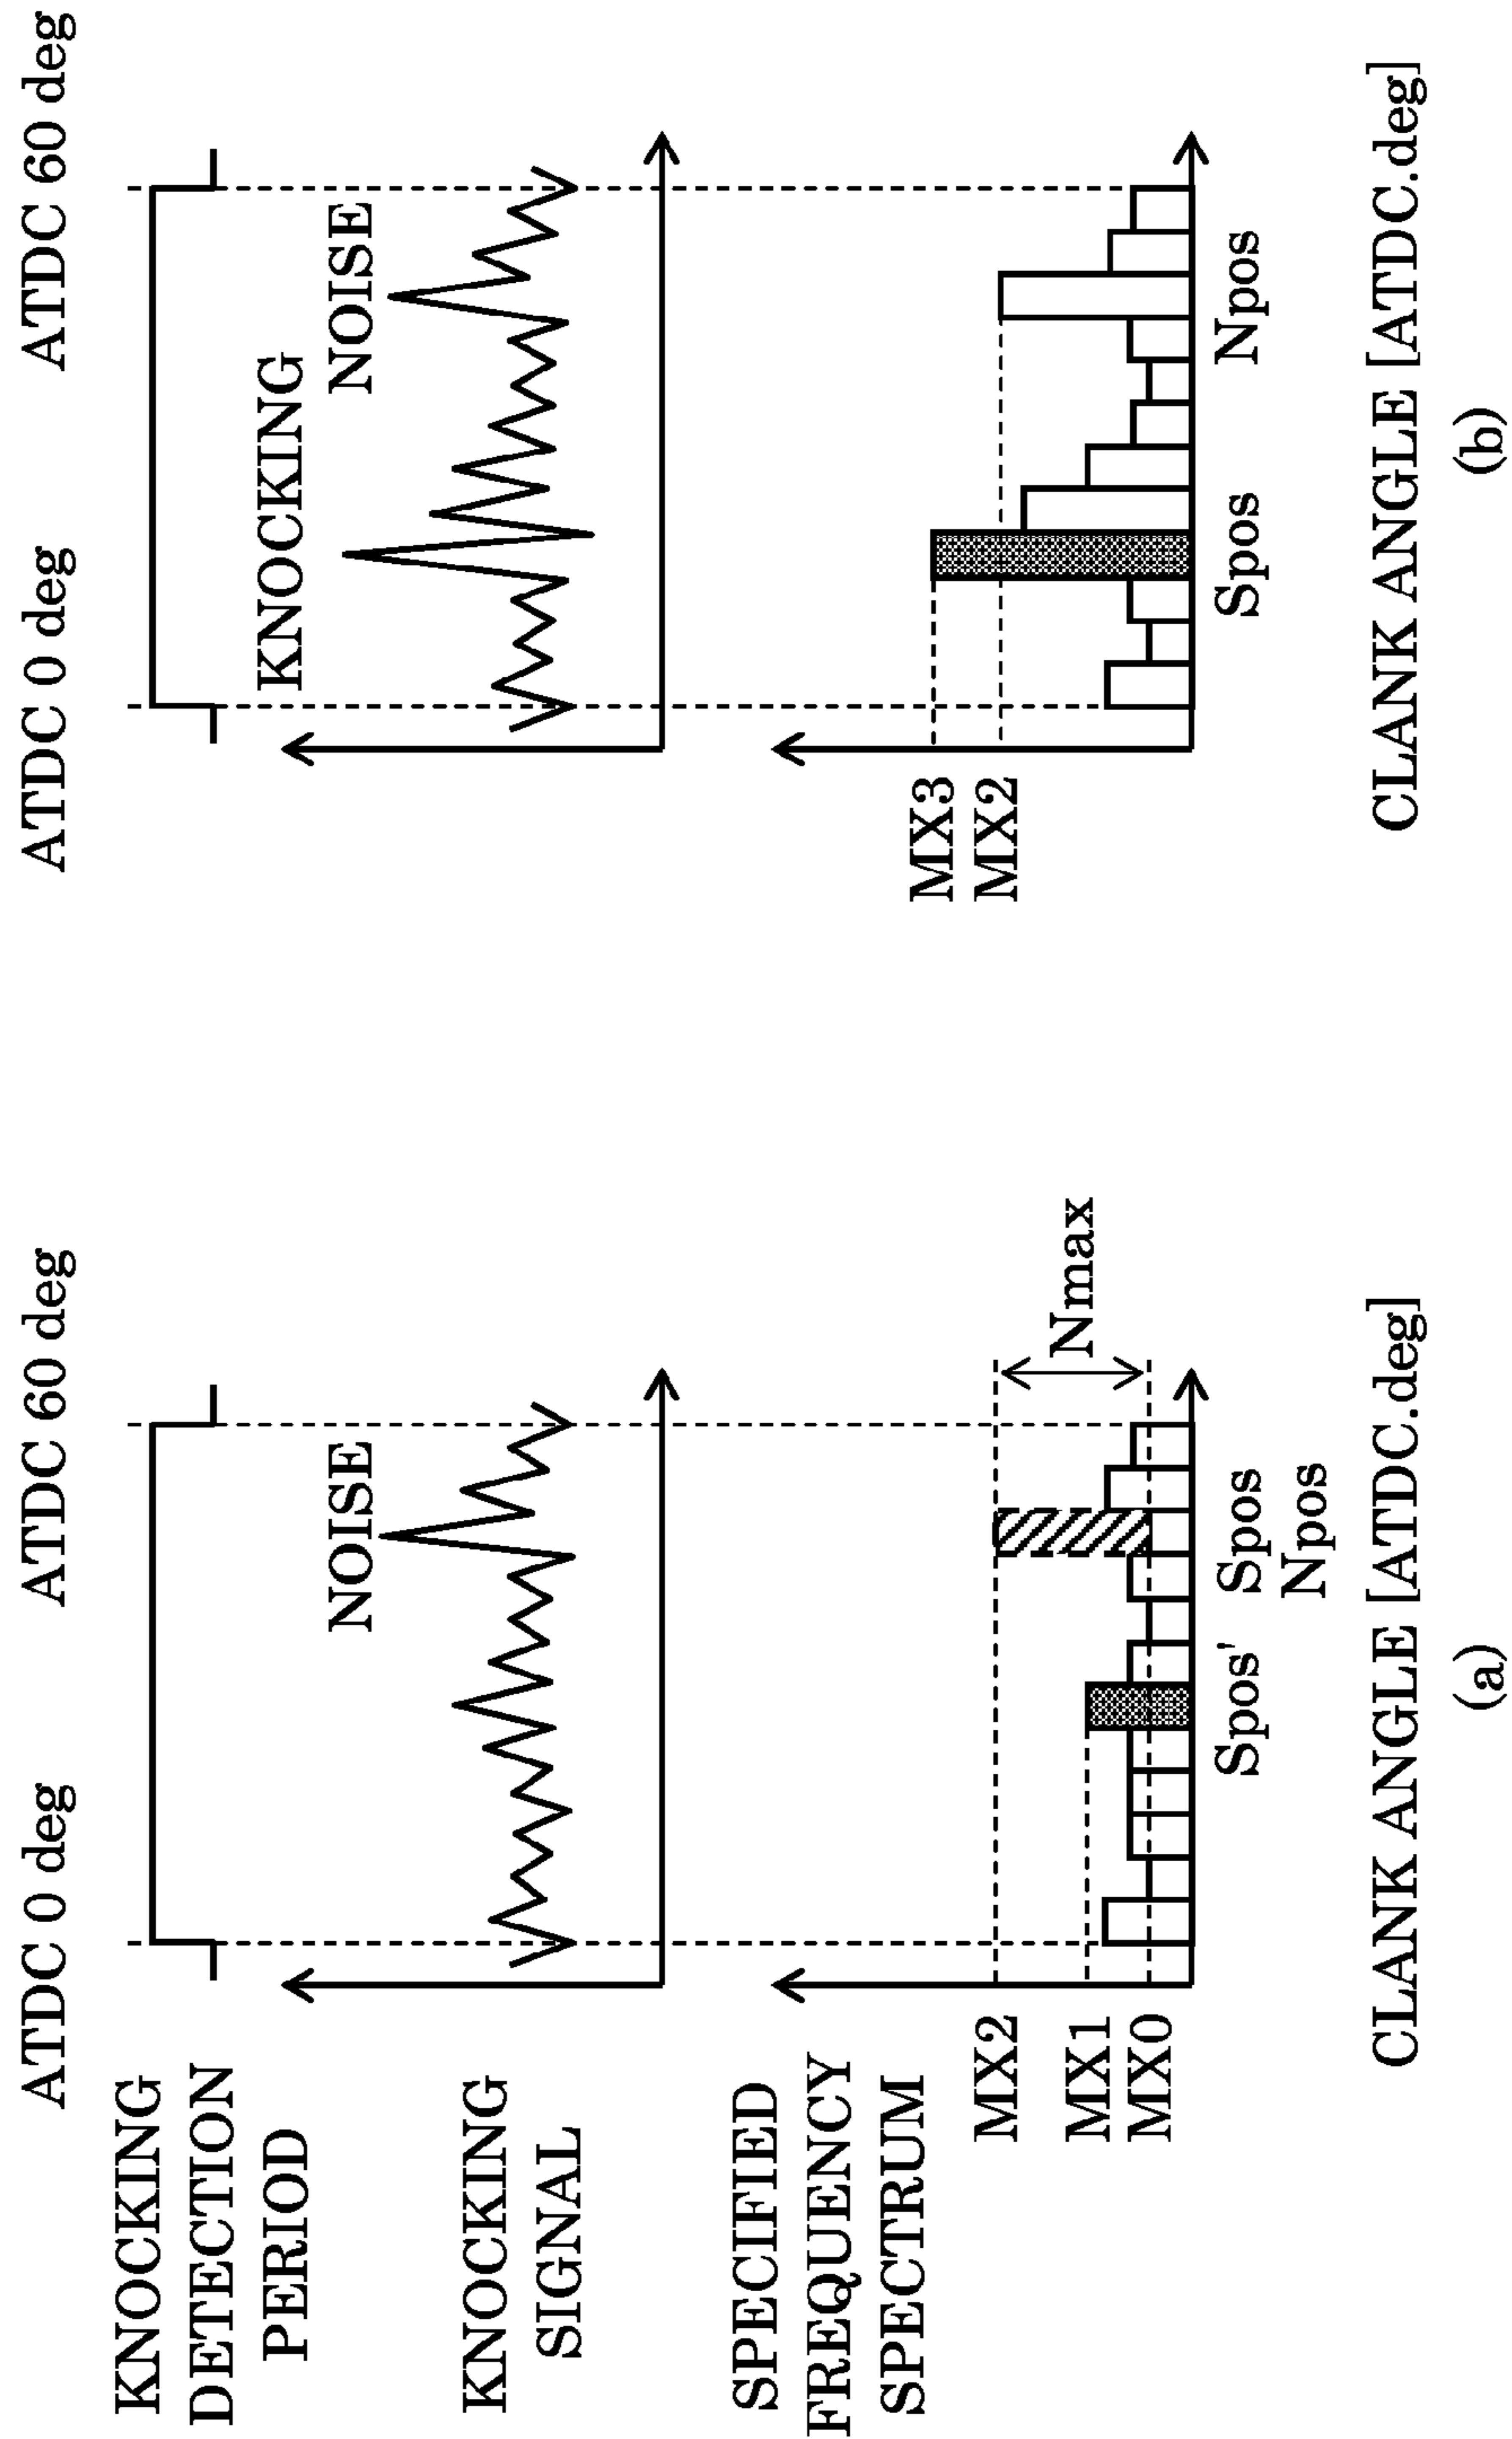 ATDC 0 deg
ATDC 60 deg
ATDC 0 deg
ATDC 60 deg
KNOCKING
DETECTION
PERIOD
KNOCKING
SIGNAL
NOISE
KNOCKING
NOISE
SPECIFIED
FREQUENCY
SPECTRUM
MX2
MX1
MX0
Nmax
MX3
MX2
Spos'
Spos
Npos
Spos
Npos
CLANK ANGLE [ATDC.deg]
CLANK ANGLE [ATDC.deg]
(a)
(b)